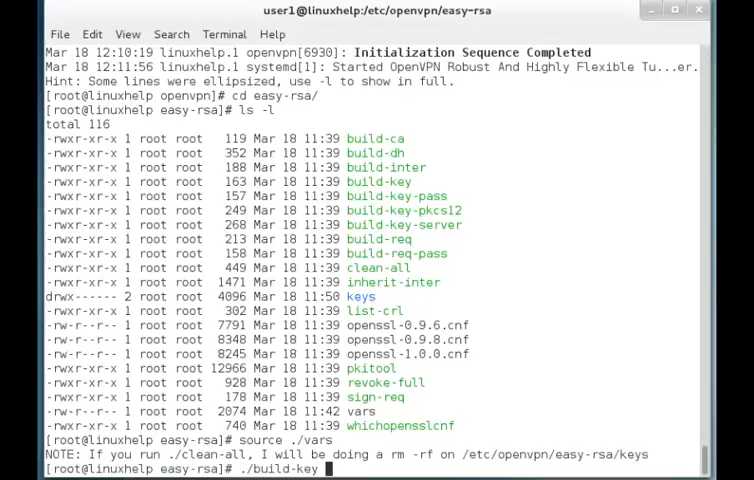 user1@linuxhelp:/etc/openvpn/easy-rsa
File Edit View Search Terminal Help
Mar 18 12:10:19 linuxhelp.1 openvpn[6930]: Initialization Sequence Completed
Mar 18 12:11:56 linuxhelp.1 systemd[1]: Started OpenVPN Robust And Highly Flexible Tu...er.
Hint: Some lines were ellipsized, use -l to show in full.
[root@linuxhelp openvpn]# cd easy-rsa/
[root@linuxhelp easy-rsa]# ls -l
total 116
-rwxr-xr-x 1 root root 119 Mar 18 11:39 build-ca
-rwxr-xr-x 1 root root 352 Mar 18 11:39 build-dh
-rwxr-xr-x 1 root root 188 Mar 18 11:39 build-inter
-rwxr-xr-x 1 root root 163 Mar 18 11:39 build-key
-rwxr-xr-x 1 root root 157 Mar 18 11:39 build-key-pass
-rwxr-xr-x 1 root root 249 Mar 18 11:39 build-key-pkcs12
-rwxr-xr-x 1 root root 268 Mar 18 11:39 build-key-server
-rwxr-xr-x 1 root root 213 Mar 18 11:39 build-req
-rwxr-xr-x 1 root root 158 Mar 18 11:39 build-req-pass
-rwxr-xr-x 1 root root 449 Mar 18 11:39 clean-all
-rwxr-xr-x 1 root root 1471 Mar 18 11:39 inherit-inter
drwx------ 2 root root 4096 Mar 18 11:50 keys
-rwxr-xr-x 1 root root 302 Mar 18 11:39 list-crl
-rw-r--r-- 1 root root 7791 Mar 18 11:39 openssl-0.9.6.cnf
-rw-r--r-- 1 root root 8348 Mar 18 11:39 openssl-0.9.8.cnf
-rw-r--r-- 1 root root 8245 Mar 18 11:39 openssl-1.0.0.cnf
-rwxr-xr-x 1 root root 12966 Mar 18 11:39 pkitool
-rwxr-xr-x 1 root root 928 Mar 18 11:39 revoke-full
-rwxr-xr-x 1 root root 178 Mar 18 11:39 sign-req
-rw-r--r-- 1 root root 2074 Mar 18 11:42 vars
-rwxr-xr-x 1 root root 740 Mar 18 11:39 whichopensslcnf
[root@linuxhelp easy-rsa]# source ./vars
NOTE: If you run ./clean-all, I will be doing a rm -rf on /etc/openvpn/easy-rsa/keys
[root@linuxhelp easy-rsa]# ./build-key